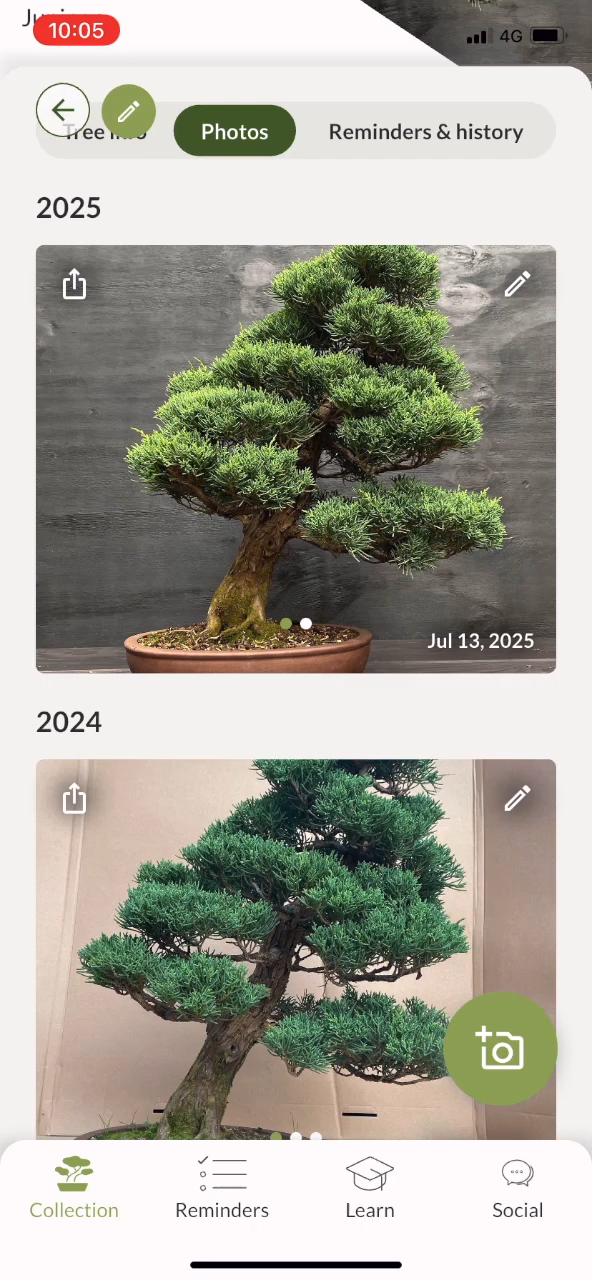 10:05
4G
Photos
Reminders & history
2025
Jul 13, 2025
2024
Collection
Reminders
Learn
Social